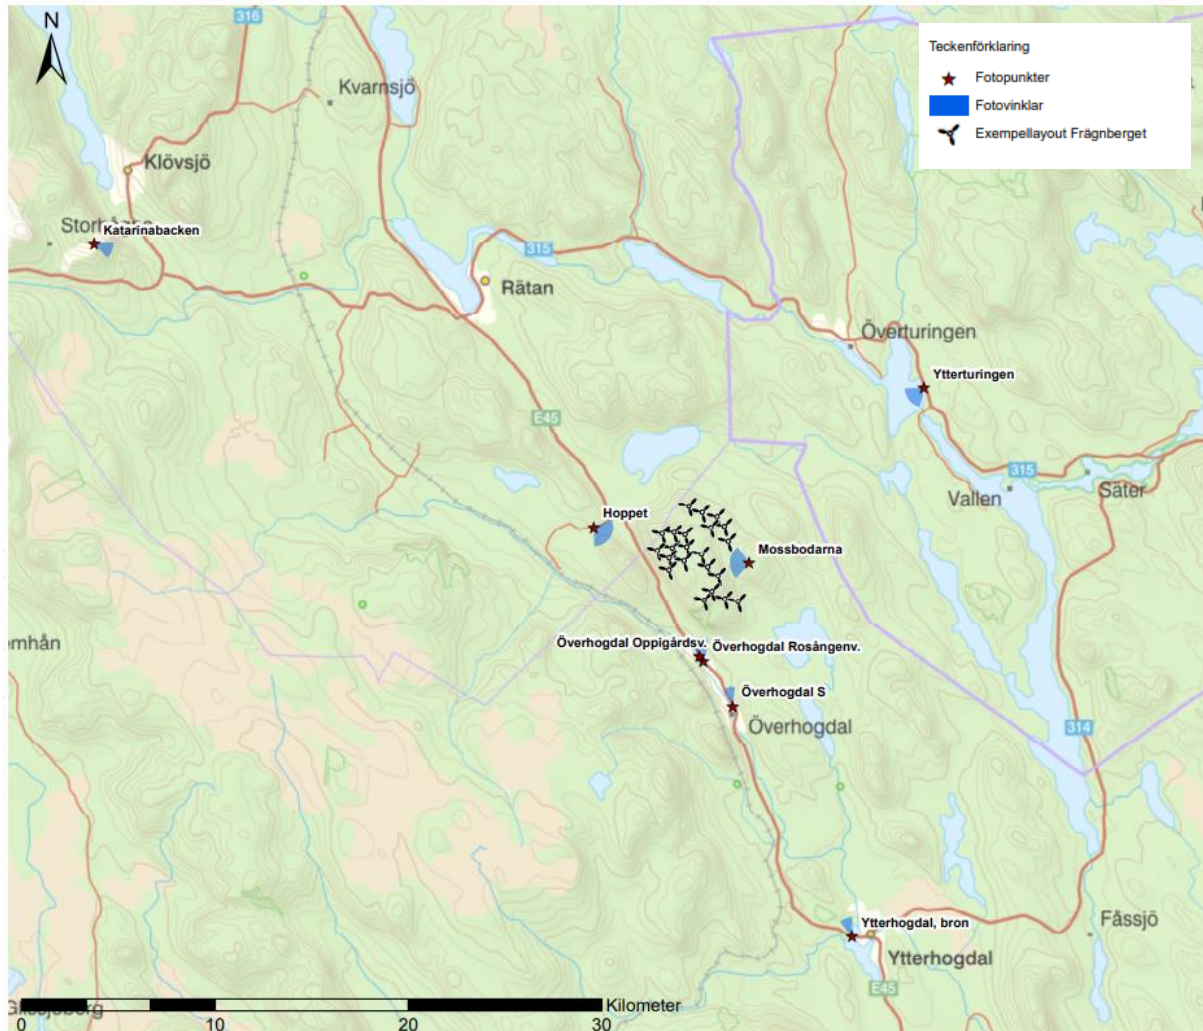 316
N
Teckenförklaring
Fotopunkter
Fotovinklar
Exempellayout Frägnberget
Kvarnsjö
Klövsjö
Katarinabacken
315
Rätan
Överturingen
Ytterturingen
E45
315
Vallen
Säter
Hoppet
Mossbodarna
Överhogdal Oppigårdsv.
Överhogdal Rosångenv.
Överhogdal S
Överhogdal
314
Ytterhogdal, bron
Fåssjö
Ytterhogdal
E45
Kilometer
0
10
20
30